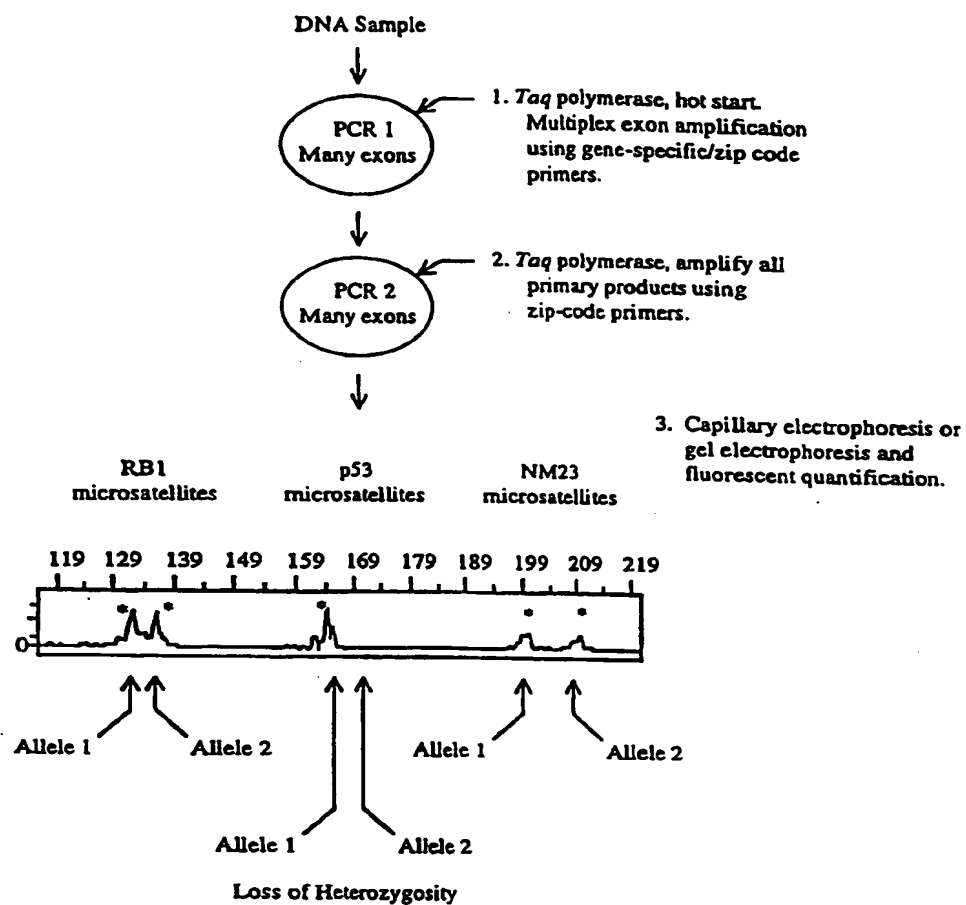 DNA Sample
PCR 1
Many exons
1. Taq polymerase, hot start.
Multiplex exon amplification
using gene-specific/zip code
primers.
PCR 2
Many exons
2. Taq polymerase, amplify all
primary products using
zip-code primers.
3. Capillary electrophoresis or
gel electrophoresis and
fluorescent quantification.
RB1
microsatellites
p53
microsatellites
NM23
microsatellites
119 129 139 149 159 169 179 189 199 209 219
* * * * *
0
Allele 1
Allele 2
Allele 1
Allele 2
Allele 1
Allele 2
Loss of Heterozygosity